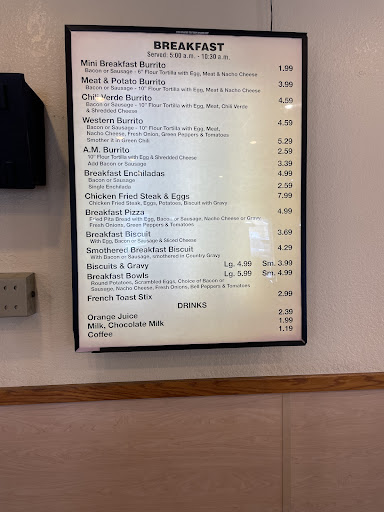 BREAKFAST
Served: 5:00 a.m. - 10:30 a.m.
Mini Breakfast Burrito 1.99
Bacon or Sausage - 6" Flour Tortilla with Egg, Meat & Nacho Cheese
Meat & Potato Burrito 3.99
Bacon or Sausage - 10" Flour Tortilla with Egg, Meat & Nacho Cheese
Chili Verde Burrito 4.59
Bacon or Sausage - 10" Flour Tortilla with Egg, Meat, Chili Verde
& Shredded Cheese
Western Burrito 4.59
Bacon or Sausage - 10" Flour Tortilla with Egg, Meat,
Nacho Cheese, Fresh Onion, Green Peppers & Tomatoes
Smother it in Green Chili 5.29
A.M. Burrito 2.59
10" Flour Tortilla with Egg & Shredded Cheese
Add Bacon or Sausage 3.39
Breakfast Enchiladas 4.99
Bacon or Sausage
Single Enchilada 2.59
Chicken Fried Steak & Eggs 7.99
Chicken Fried Steak, Eggs, Potatoes, Biscuit with Gravy
Breakfast Pizza 4.99
Fried Pita Bread with Egg, Bacon or Sausage, Nacho Cheese or Gravy
Fresh Onions, Green Peppers & Tomatoes
Breakfast Biscuit 3.69
With Egg, Bacon or Sausage & Sliced Cheese
Smothered Breakfast Biscuit 4.29
With Bacon or Sausage, smothered in Country Gravy
Biscuits & Gravy Lg. 4.99 Sm. 3.99
Breakfast Bowls Lg. 5.99 Sm. 4.99
Round Potatoes, Scrambled Eggs, Choice of Bacon or
Sausage, Nacho Cheese, Fresh Onions, Bell Peppers & Tomatoes
French Toast Stix 2.99
DRINKS
Orange Juice 2.39
Milk, Chocolate Milk 1.99
Coffee 1.19